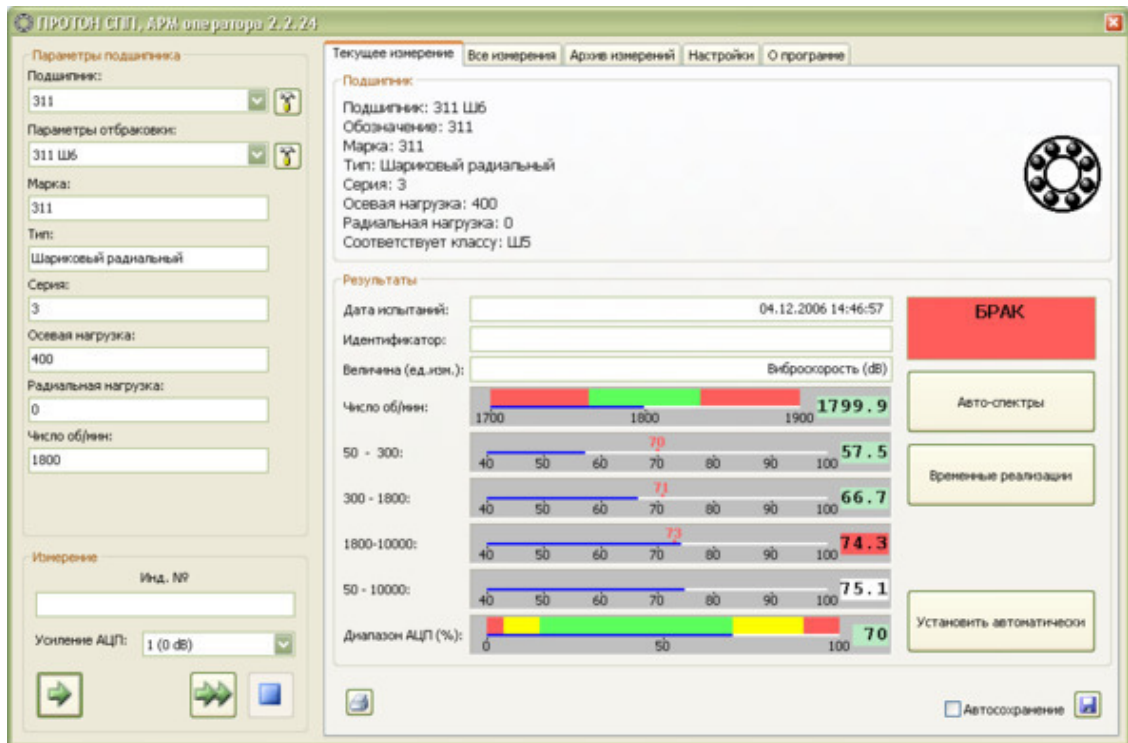 ПРОТОН СПП, АРМ оператора 2.2.24
Параметры подшипника
Подшипник:
311
Параметры отбраковки:
311 Ш6
Марка:
311
Тип:
Шариковый радиальный
Серия:
3
Осевая нагрузка:
400
Радиальная нагрузка:
0
Число об/мин:
1800
Измерение
Инд. №
Усиление АЦП: 1 (0 dB)
Текущее измерение Все измерения Архив измерений Настройки О программе
Подшипник
Подшипник: 311 Ш6
Обозначение: 311
Марка: 311
Тип: Шариковый радиальный
Серия: 3
Осевая нагрузка: 400
Радиальная нагрузка: 0
Соответствует классу: Ш5
Результаты
Дата испытаний: 04.12.2006 14:46:57
Идентификатор:
Величина (ед.изм.): Виброскорость (dB)
Число об/мин: 1799.9
1700 1800 1900
70
50 - 300: 57.5
40 50 60 70 80 90 100
71
300 - 1800: 66.7
40 50 60 70 80 90 100
73
1800-10000: 74.3
40 50 60 70 80 90 100
50 - 10000: 75.1
40 50 60 70 80 90 100
Диапазон АЦП (%): 70
0 50 100
БРАК
Авто-спектры
Временные реализации
Установить автоматически
Автосохранение